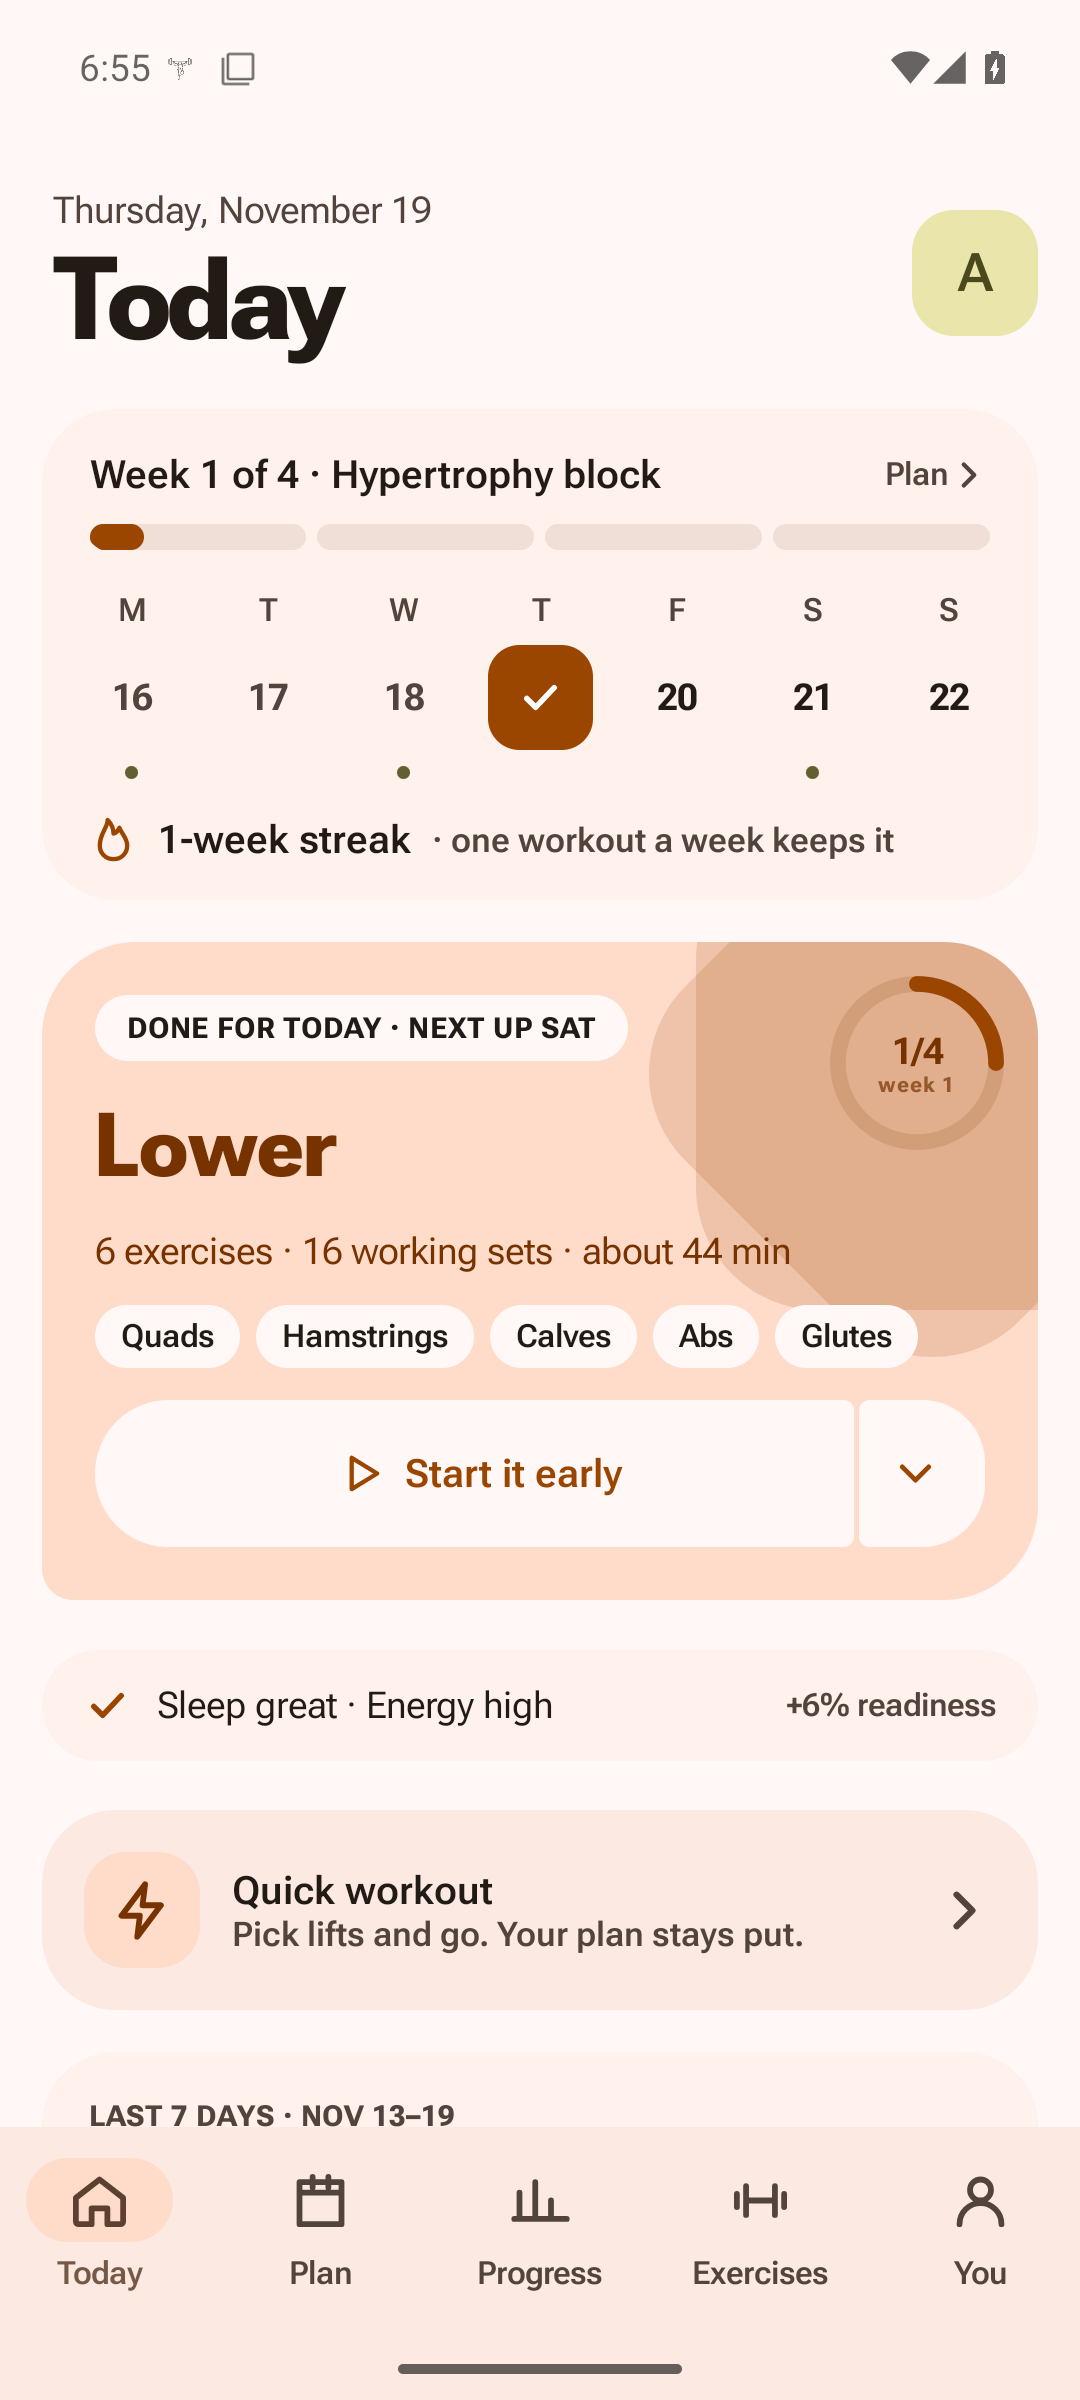 6:55
Thursday, November 19
Today
A
Week 1 of 4 · Hypertrophy block
Plan
M T W T F S S
16 17 18 20 21 22
1-week streak · one workout a week keeps it
DONE FOR TODAY · NEXT UP SAT
1/4
week 1
Lower
6 exercises · 16 working sets · about 44 min
Quads Hamstrings Calves Abs Glutes
Start it early
Sleep great · Energy high +6% readiness
Quick workout
Pick lifts and go. Your plan stays put.
LAST 7 DAYS · NOV 13–19
Today Plan Progress Exercises You